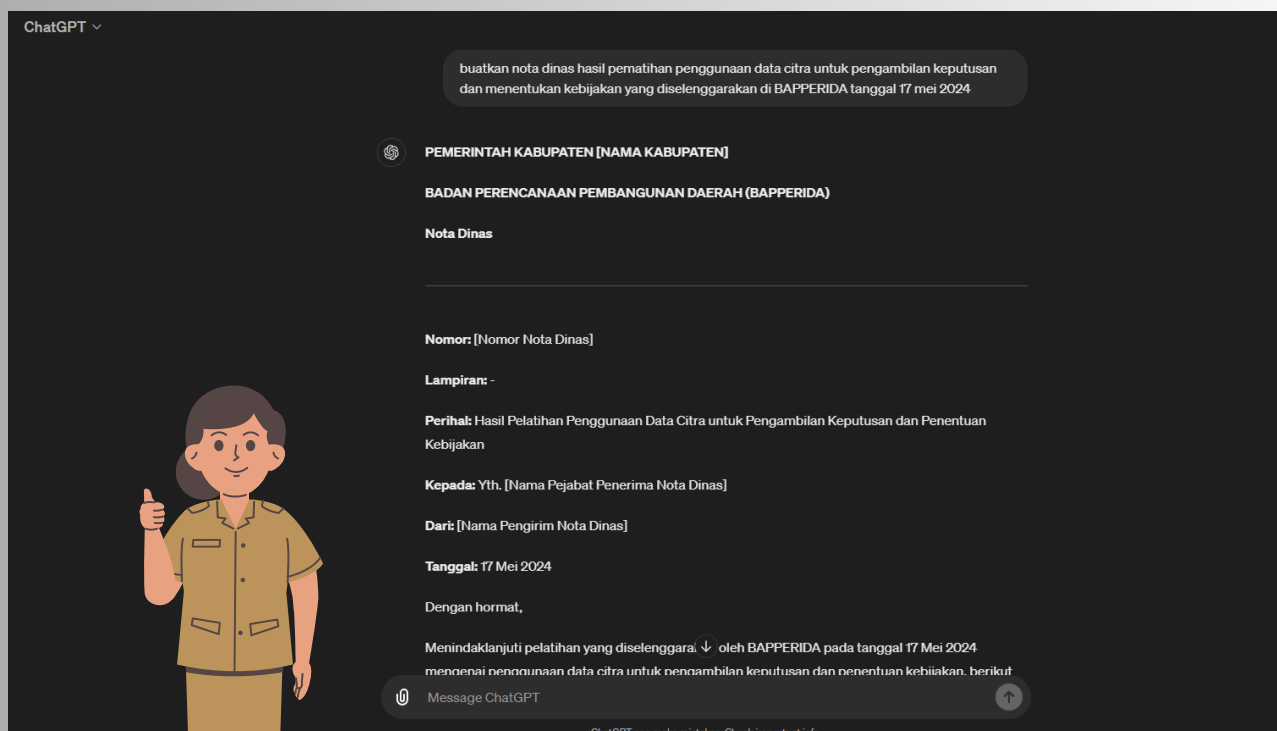 ChatGPT
buatkan nota dinas hasil pematihan penggunaan data citra untuk pengambilan keputusan
dan menentukan kebijakan yang diselenggarakan di BAPPERIDA tanggal 17 mei 2024
PEMERINTAH KABUPATEN [NAMA KABUPATEN]
BADAN PERENCANAAN PEMBANGUNAN DAERAH (BAPPERIDA)
Nota Dinas
Nomor: [Nomor Nota Dinas]
Lampiran: -
Perihal: Hasil Pelatihan Penggunaan Data Citra untuk Pengambilan Keputusan dan Penentuan
Kebijakan
Kepada: Yth. [Nama Pejabat Penerima Nota Dinas]
Dari: [Nama Pengirim Nota Dinas]
Tanggal: 17 Mei 2024
Dengan hormat,
Menindaklanjuti pelatihan yang oleh BAPPERIDA pada tanggal 17 Mei 2024
mengenai penggunaan data citra untuk pengambilan keputusan dan penentuan kebijakan, berikut
Message ChatGPT